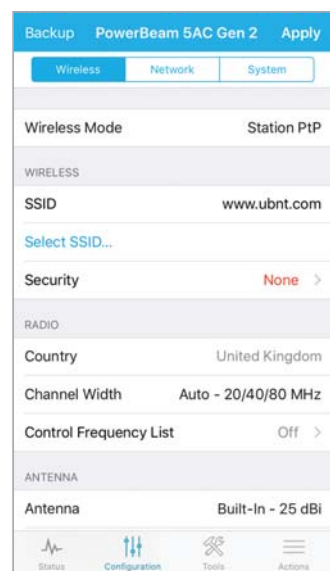 Backup PowerBeam 5AC Gen 2 Apply
Wireless Network System
Wireless Mode Station PtP
WIRELESS
SSID www.ubnt.com
Select SSID...
Security None >
RADIO
Country United Kingdom
Channel Width Auto - 20/40/80 MHz
Control Frequency List Off >
ANTENNA
Antenna Built-In - 25 dBi
Status Configuration Tools Actions